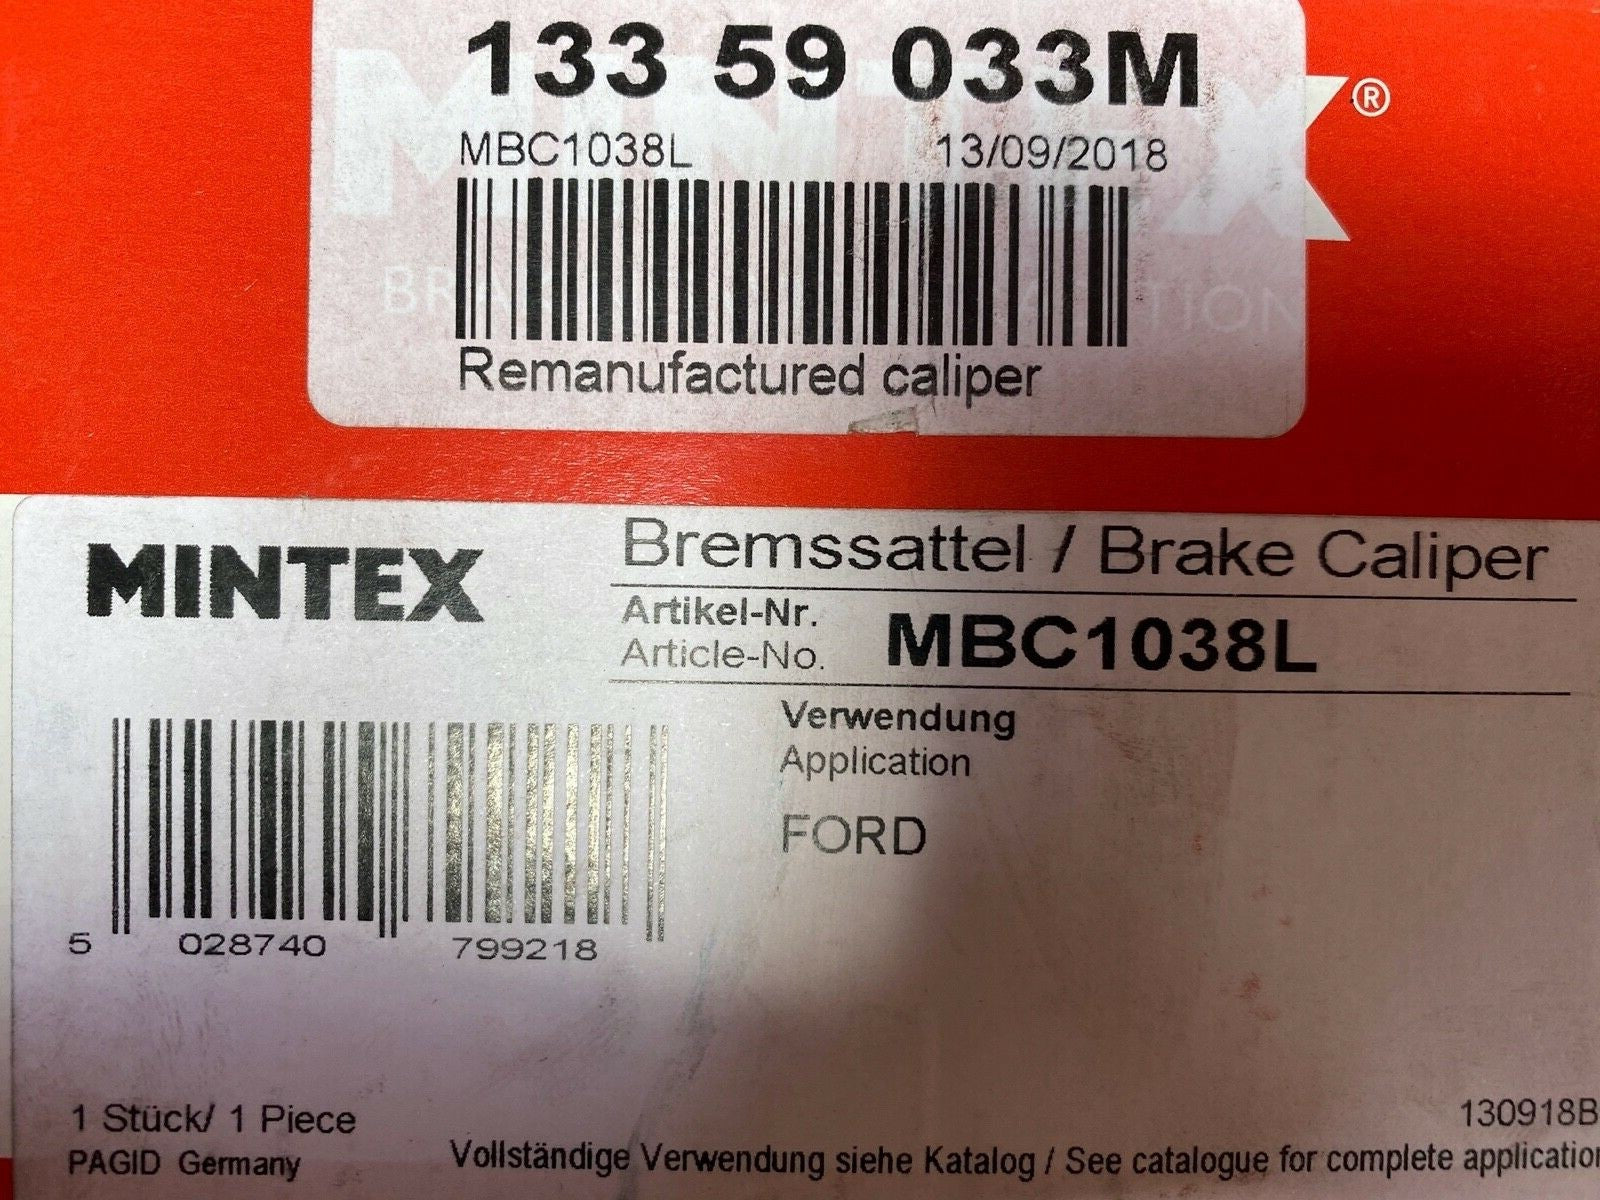 133 59 033M
MINTEX®
MBC1038L 13/09/2018
Remanufactured caliper
MINTEX
Bremssattel / Brake Caliper
Artikel-Nr.
Article-No. MBC1038L
Verwendung
Application
FORD
5 028740 799218
1 Stück/ 1 Piece
130918B
PAGID Germany
Vollständige Verwendung siehe Katalog / See catalogue for complete application